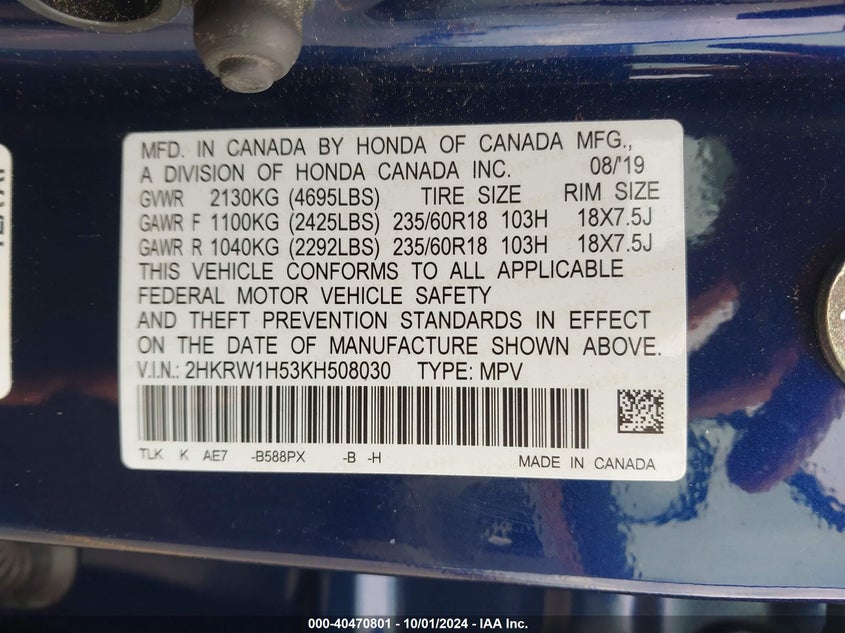 MFD. IN CANADA BY HONDA OF CANADA MFG.,
A DIVISION OF HONDA CANADA INC. 08/'19
GVWR 2130KG (4695LBS) TIRE SIZE RIM SIZE
GAWR F 1100KG (2425LBS) 235/60R18 103H 18X7.5J
GAWR R 1040KG (2292LBS) 235/60R18 103H 18X7.5J
THIS VEHICLE CONFORMS TO ALL APPLICABLE
FEDERAL MOTOR VEHICLE SAFETY
AND THEFT PREVENTION STANDARDS IN EFFECT
ON THE DATE OF MANUFACTURE SHOWN ABOVE.
V.I.N.: 2HKRW1H53KH508030 TYPE: MPV
TLK K AE7 -B588PX -B -H MADE IN CANADA
000-40470801 - 10/01/2024 - IAA Inc.